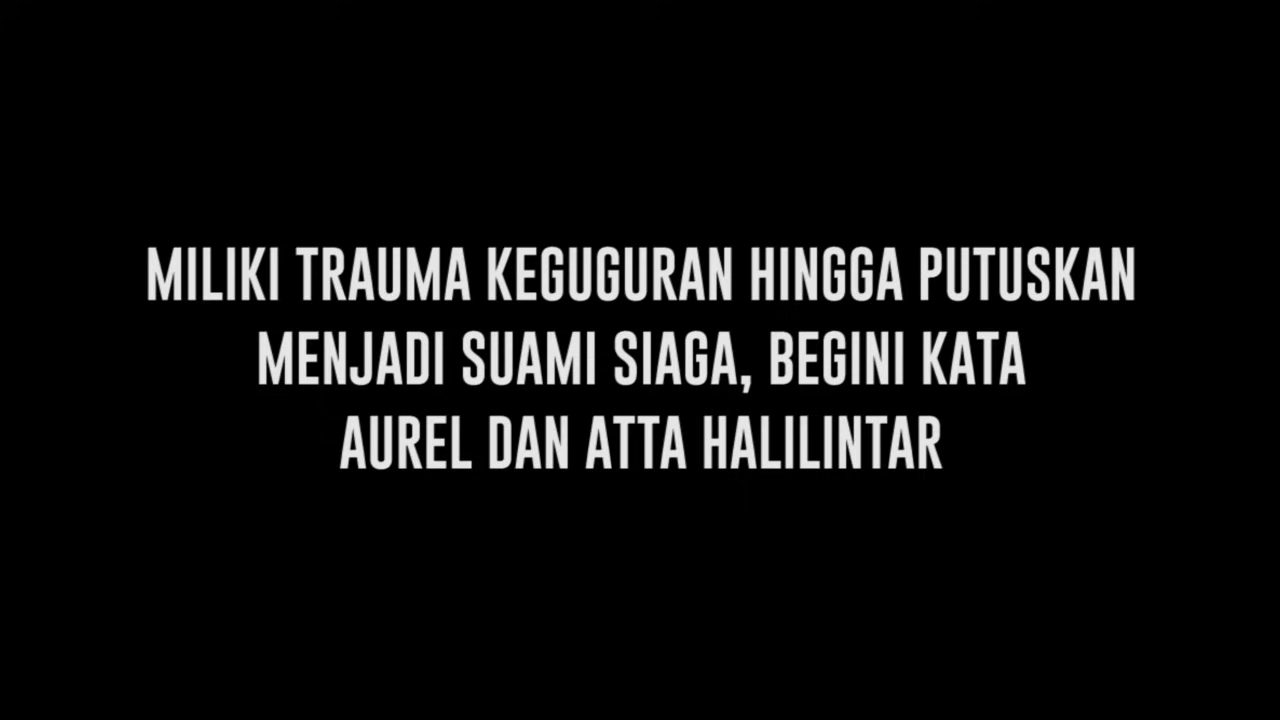 MILIKI TRAUMA KEGUGURAN HINGGA PUTUSKAN
MENJADI SUAMI SIAGA, BEGINI KATA
AUREL DAN ATTA HALILINTAR